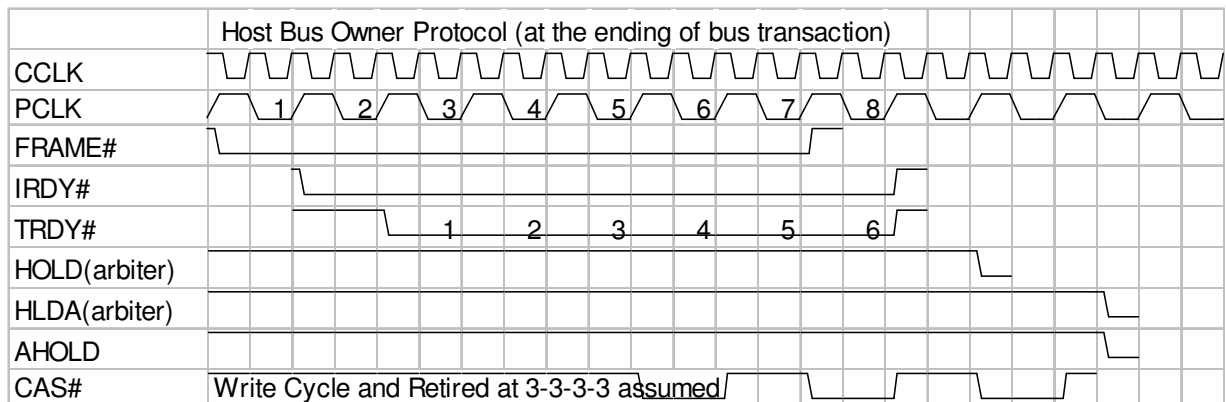 Host Bus Owner Protocol (at the ending of bus transaction)
CCLK
PCLK 1 2 3 4 5 6 7 8
FRAME#
IRDY#
TRDY# 1 2 3 4 5 6
HOLD(arbiter)
HLDA(arbiter)
AHOLD
CAS# Write Cycle and Retired at 3-3-3-3 assumed